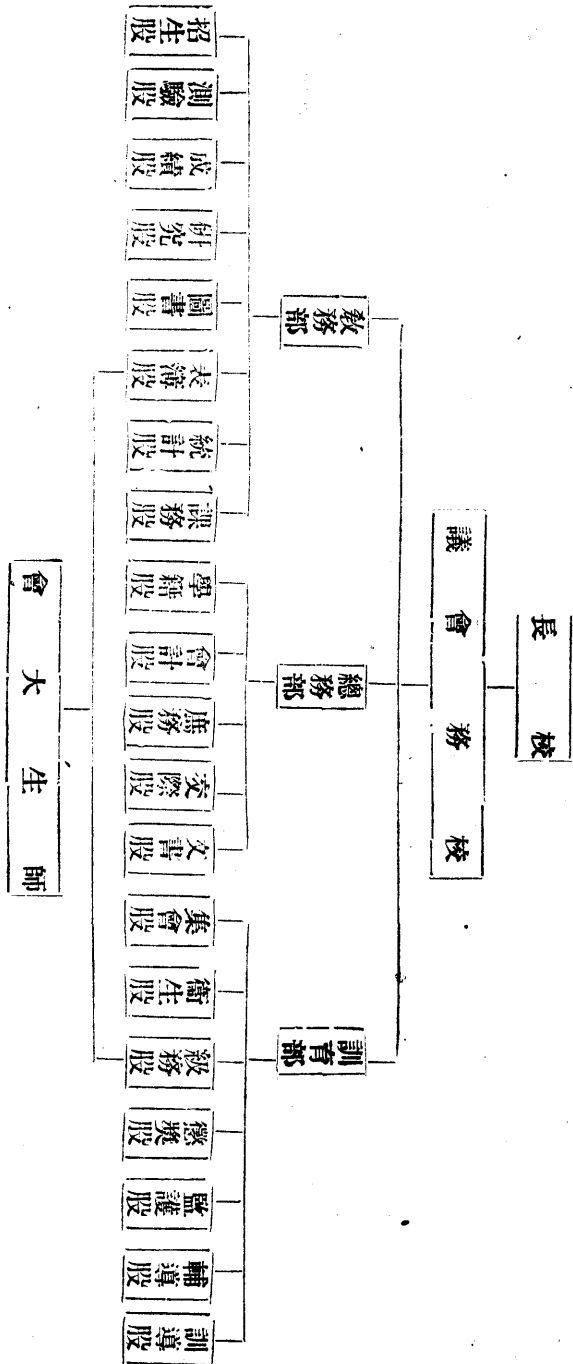 校長
校務會議
訓育部
總務部
敎務部
訓導股
輔導股
監護股
懲獎股
級務股
衞生股
集會股
文書股
交際股
庶務股
會計股
學籍股
課務股
統計股
表簿股
圖書股
研究股
成績股
測驗股
招生股
師生大會